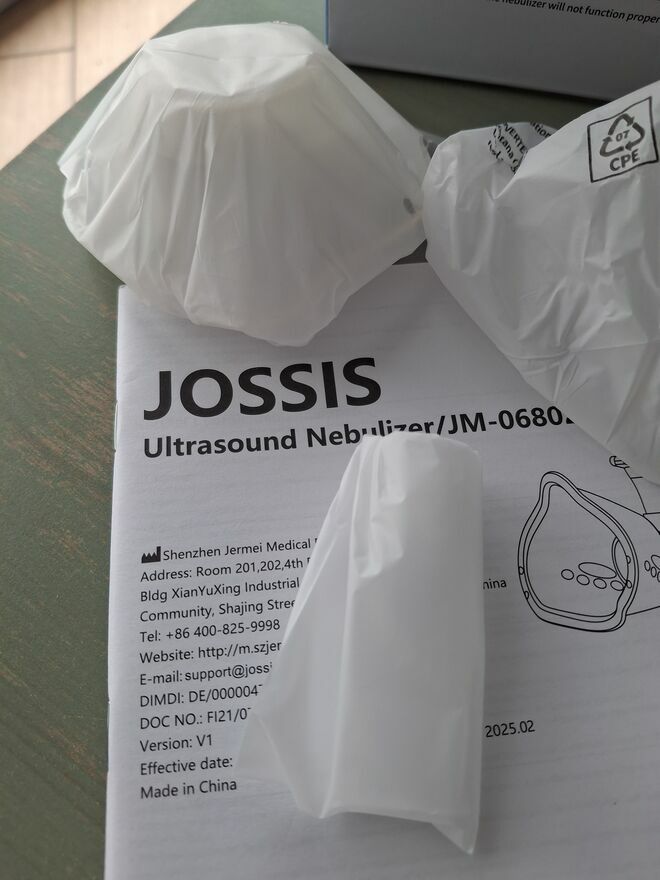 nebulizer will not function proper
07
CPE
JOSSIS
Ultrasound Nebulizer/JM-0680
Shenzhen Jermei Medical
Address: Room 201,202,4th
Bldg XianYuXing Industrial
Community, Shajing Stree
Tel: +86 400-825-9998
Website: http://m.szjer
E-mail: support@jossi
DIMDI: DE/000004
DOC NO.: FI21/0
Version: V1
Effective date: 2025.02
Made in China